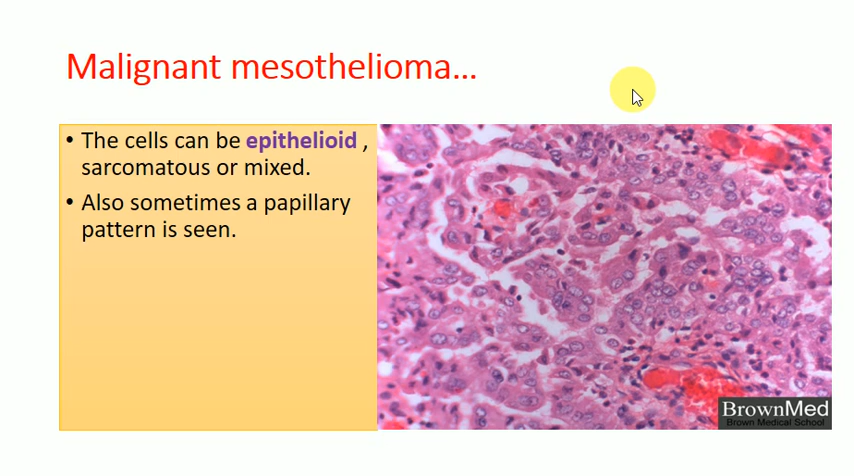 Malignant mesothelioma...
• The cells can be epithelioid ,
sarcomatous or mixed.
• Also sometimes a papillary
pattern is seen.
BrownMed
Brown Medical School